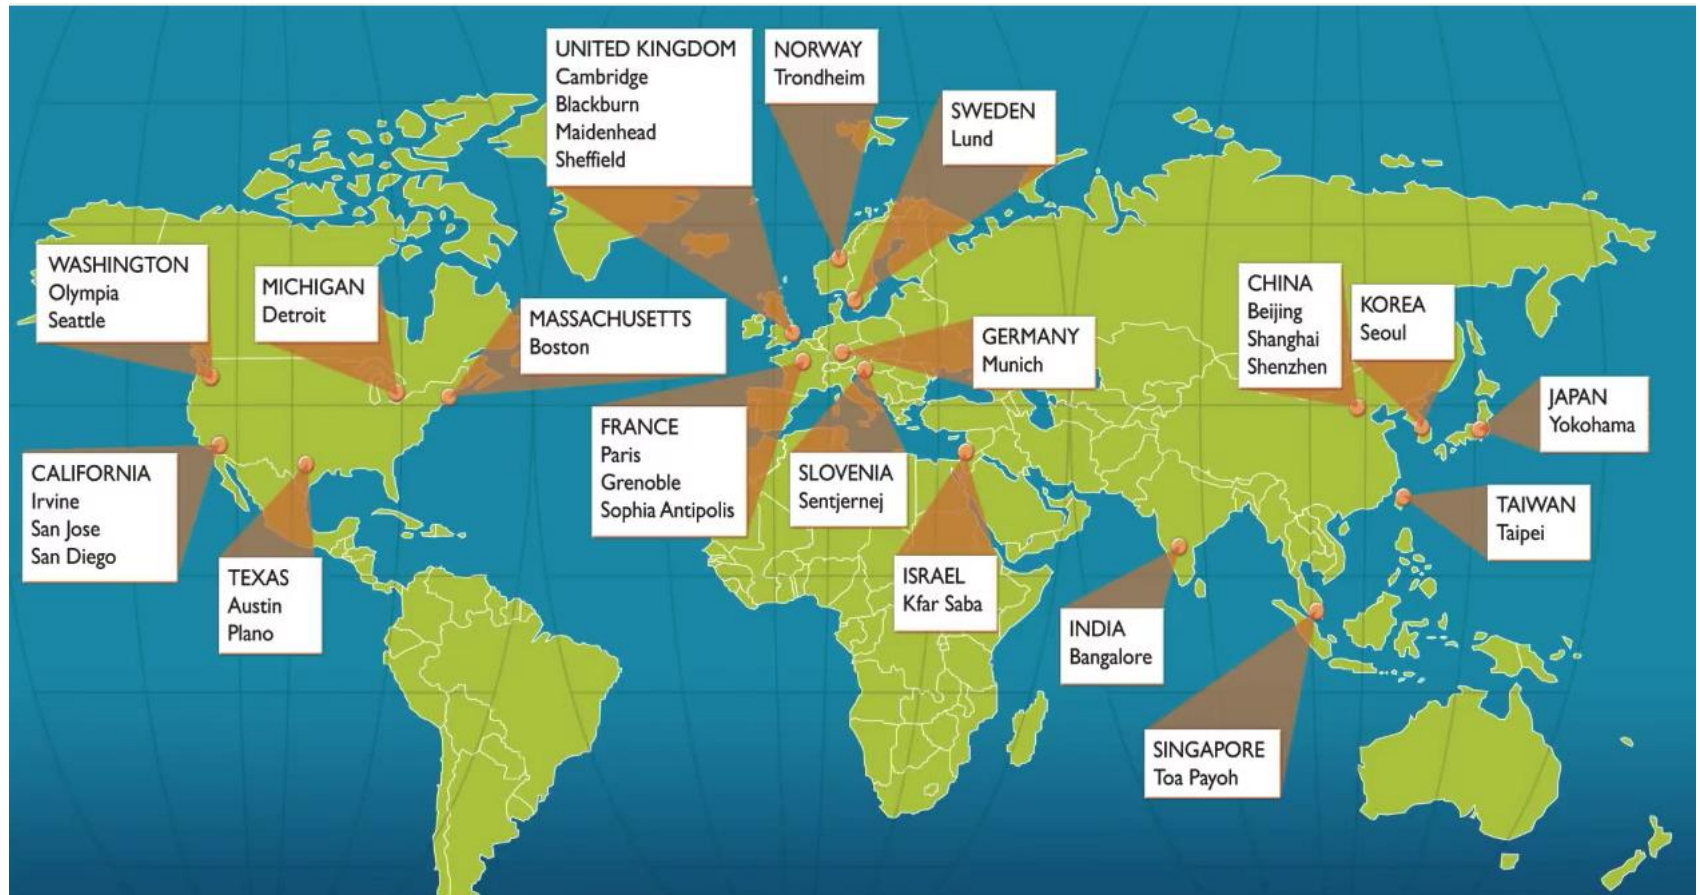 UNITED KINGDOM
Cambridge
Blackburn
Maidenhead
Sheffield
NORWAY
Trondheim
SWEDEN
Lund
WASHINGTON
Olympia
Seattle
MICHIGAN
Detroit
MASSACHUSETTS
Boston
GERMANY
Munich
CHINA
Beijing
Shanghai
Shenzhen
KOREA
Seoul
JAPAN
Yokohama
CALIFORNIA
Irvine
San Jose
San Diego
TEXAS
Austin
Plano
FRANCE
Paris
Grenoble
Sophia Antipolis
SLOVENIA
Sentjernej
ISRAEL
Kfar Saba
INDIA
Bangalore
TAIWAN
Taipei
SINGAPORE
Toa Payoh